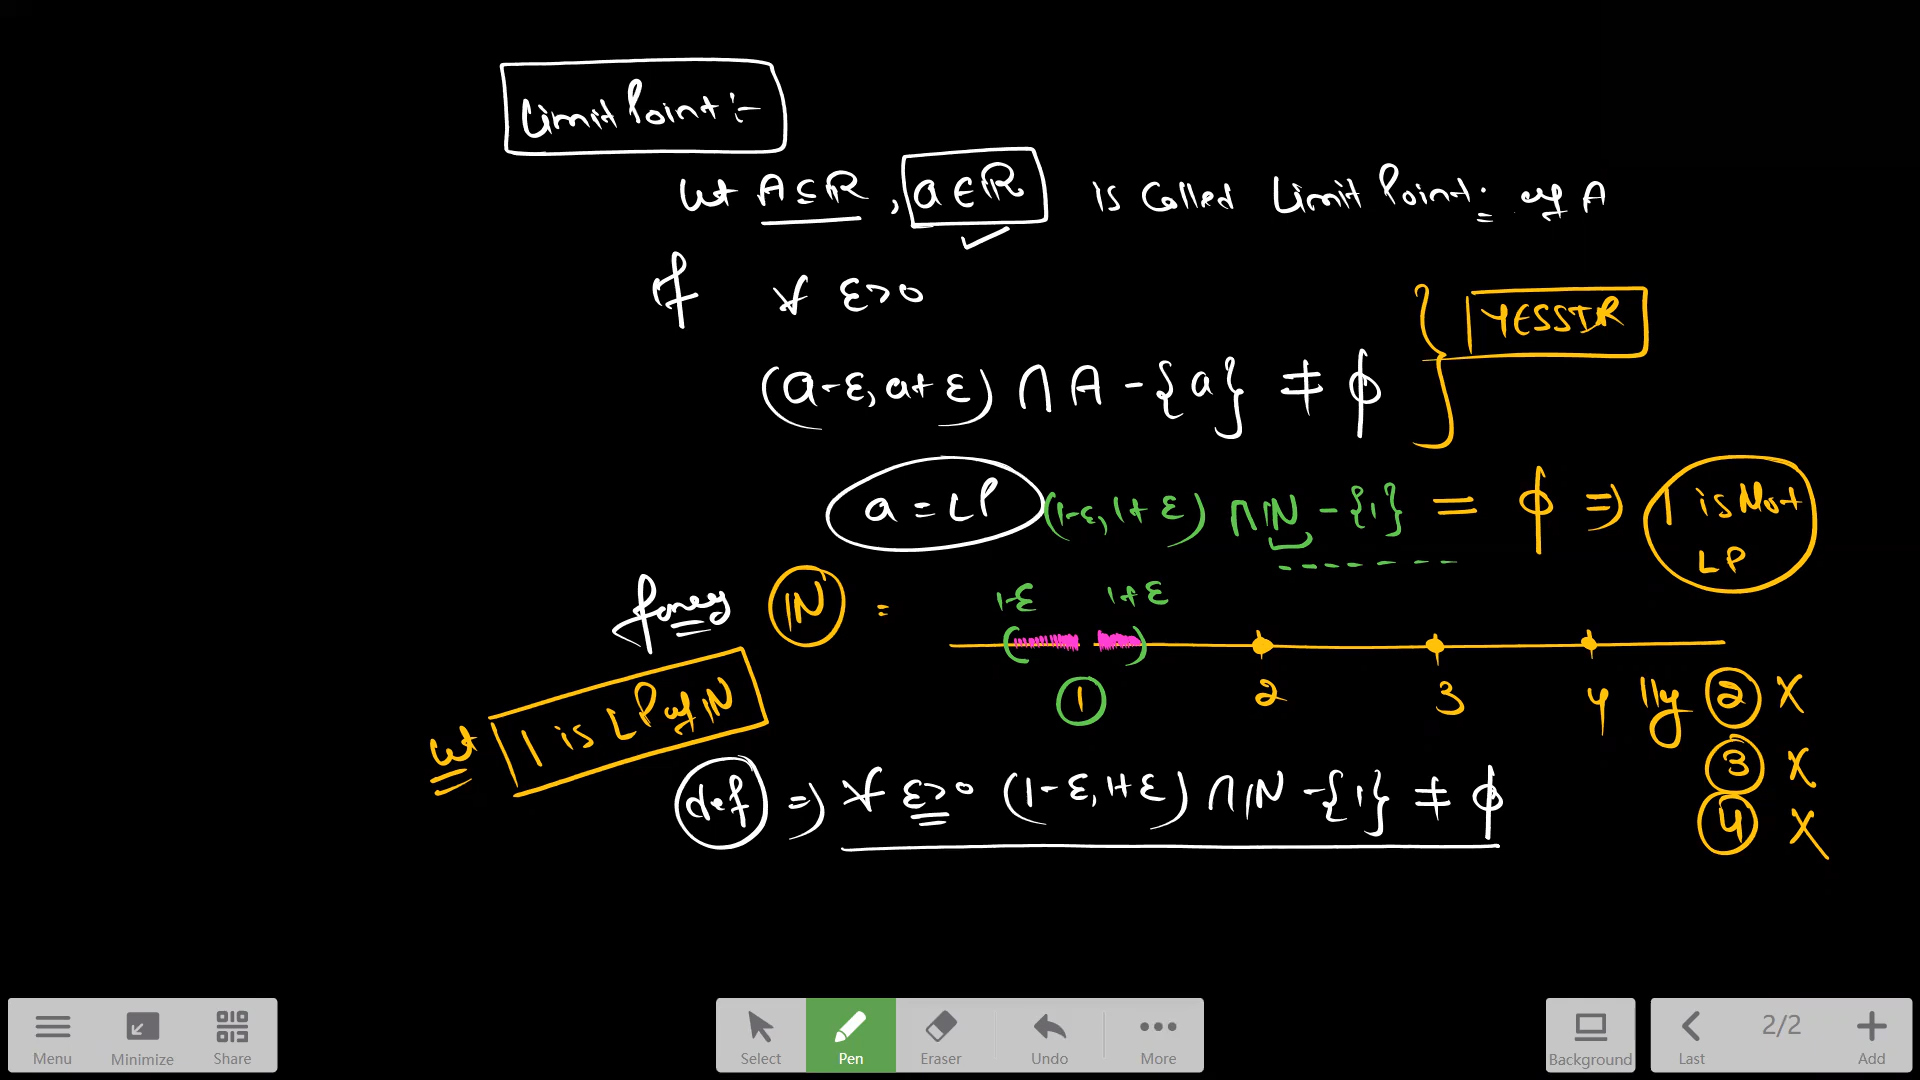 Limit Point :-
let A ⊆ ℝ, a ∈ ℝ is called Limit Point : of A
if ∀ ε>0
(a-ε, a+ε) ∩ A - {a} ≠ ϕ
YESSIR
a = LP
(1-ε, 1+ε) ∩ ℕ - {1} = ϕ ⇒ 1 is Not LP
ℕ =
1-ε 1+ε
1 2 3 4 lly 2 X
3 X
4 X
let 1 is LP of ℕ
def ⇒ ∀ ε>0 (1-ε, 1+ε) ∩ ℕ - {1} ≠ ϕ
Menu Minimize Share Select Pen Eraser Undo More Background Last 2/2 Add